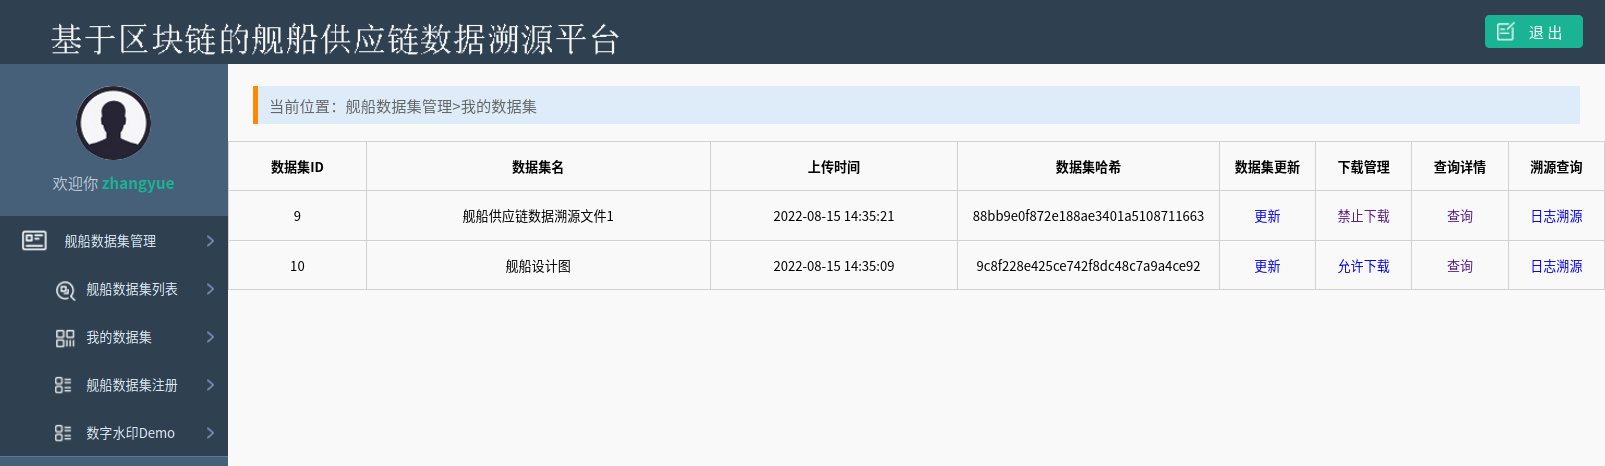 基于区块链的舰船供应链数据溯源平台
退 出
欢迎你 zhangyue
舰船数据集管理
舰船数据集列表
我的数据集
舰船数据集注册
数字水印Demo
当前位置：舰船数据集管理>我的数据集
数据集ID 数据集名 上传时间 数据集哈希 数据集更新 下载管理 查询详情 溯源查询
9 舰船供应链数据溯源文件1 2022-08-15 14:35:21 88bb9e0f872e188ae3401a5108711663 更新 禁止下载 查询 日志溯源
10 舰船设计图 2022-08-15 14:35:09 9c8f228e425ce742f8dc48c7a9a4ce92 更新 允许下载 查询 日志溯源